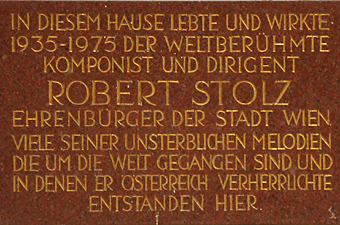 IN DIESEM HAUSE LEBTE UND WIRKTE:
1935-1975 DER WELTBERÜHMTE
KOMPONIST UND DIRIGENT
ROBERT STOLZ
EHRENBÜRGER DER STADT WIEN.
VIELE SEINER UNSTERBLICHEN MELODIEN
DIE UM DIE WELT GEGANGEN SIND UND
IN DENEN ER ÖSTERREICH VERHERRLICHTE
ENTSTANDEN HIER.